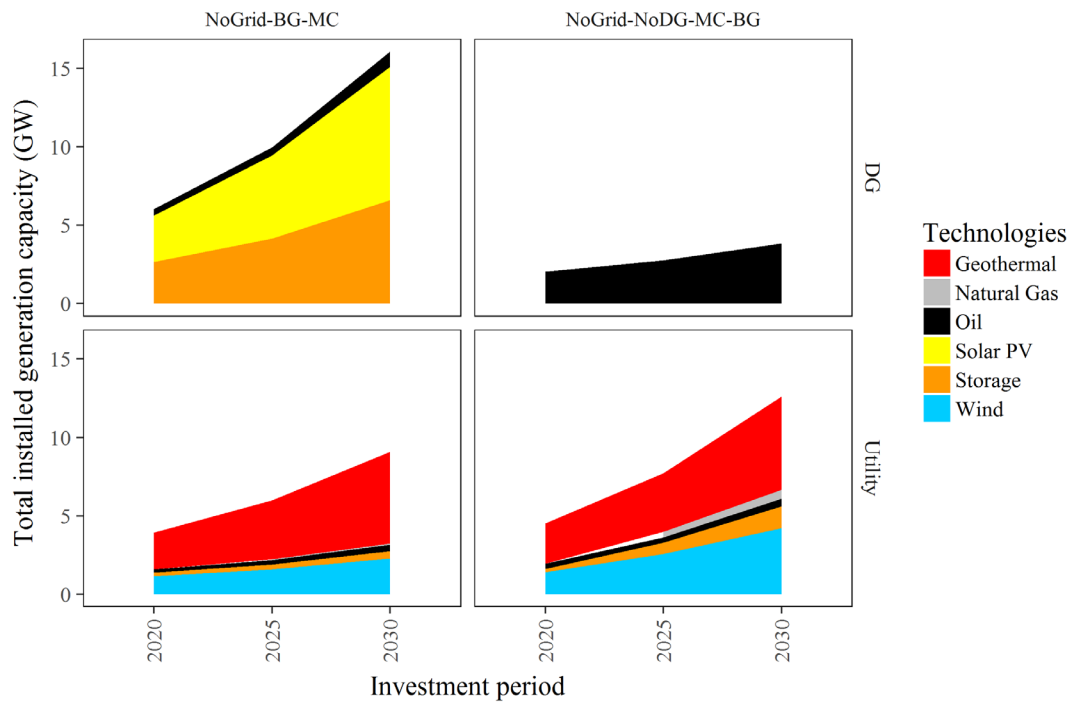 NoGrid-BG-MC
NoGrid-NoDG-MC-BG
Total installed generation capacity (GW)
15
10
5
0
DG
15
10
5
0
Utility
2020
2025
2030
2020
2025
2030
Investment period
Technologies
Geothermal
Natural Gas
Oil
Solar PV
Storage
Wind